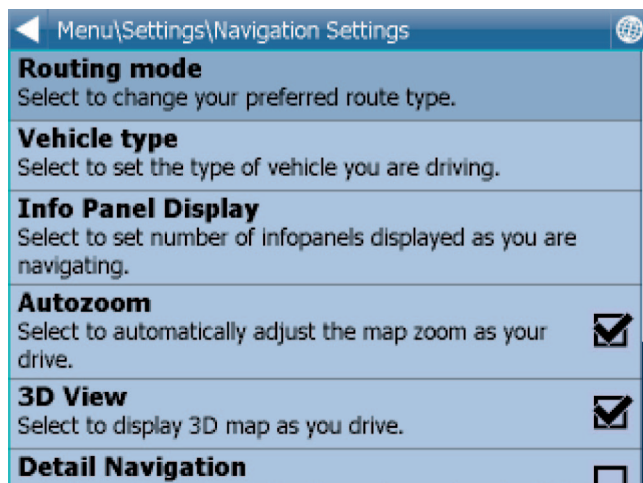 Menu\Settings\Navigation Settings
Routing mode
Select to change your preferred route type.
Vehicle type
Select to set the type of vehicle you are driving.
Info Panel Display
Select to set number of infopanels displayed as you are
navigating.
Autozoom
Select to automatically adjust the map zoom as your
drive.
3D View
Select to display 3D map as you drive.
Detail Navigation